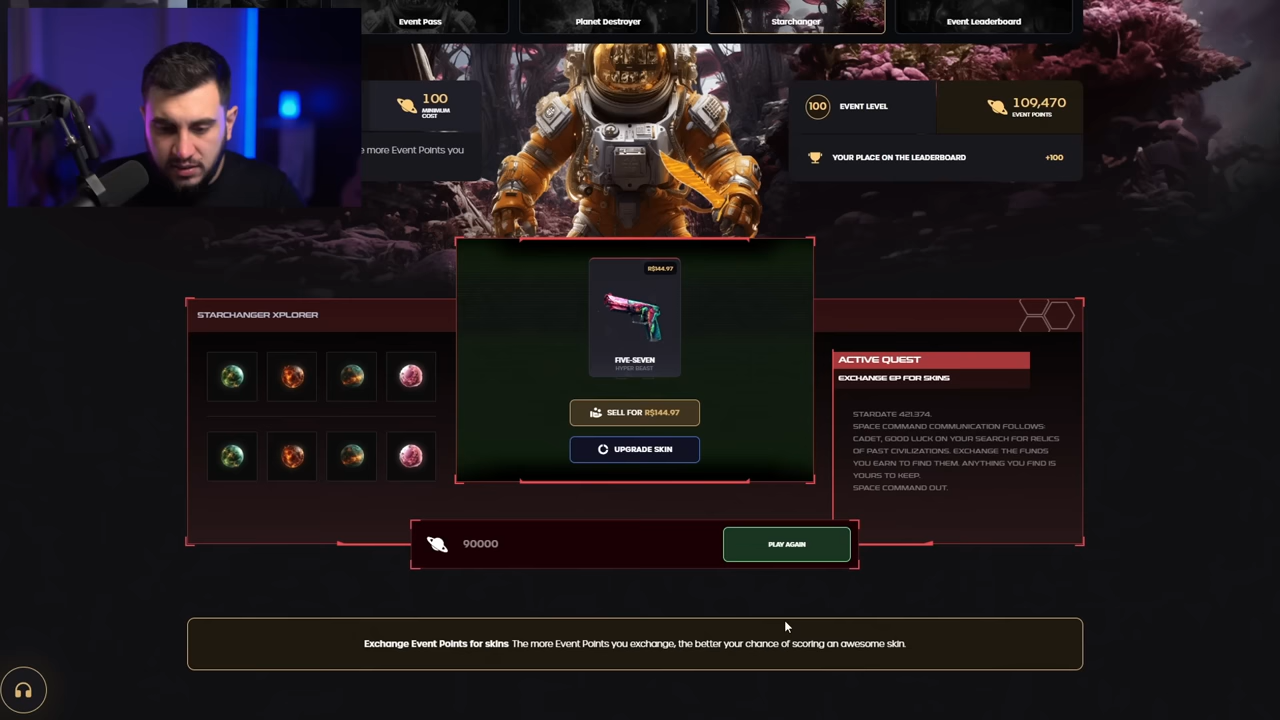 Event Pass
Planet Destroyer
Starchanger
Event Leaderboard
100
MINIMUM
COST
e more Event Points you
100
EVENT LEVEL
109,470
EVENT POINTS
YOUR PLACE ON THE LEADERBOARD
+100
R$144.97
FIVE-SEVEN
HYPER BEAST
SELL FOR R$144.97
UPGRADE SKIN
STARCHANGER XPLORER
ACTIVE QUEST
EXCHANGE EP FOR SKINS
STARDATE 421.374.
SPACE COMMAND COMMUNICATION FOLLOWS:
CADET, GOOD LUCK ON YOUR SEARCH FOR RELICS
OF PAST CIVILIZATIONS. EXCHANGE THE FUNDS
YOU EARN TO FIND THEM. ANYTHING YOU FIND IS
YOURS TO KEEP.
SPACE COMMAND OUT.
90000
PLAY AGAIN
Exchange Event Points for skins The more Event Points you exchange, the better your chance of scoring an awesome skin.